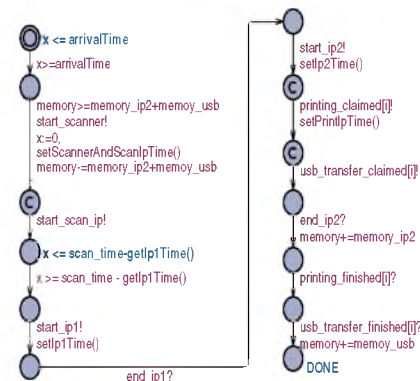 x <= arrivalTime
x>=arrivalTime
memory>=memory_ip2+memoy_usb
start_scanner!
x:=0,
setScannerAndScanIpTime()
memory-=memory_ip2+memoy_usb
C
start_scan_ip!
x <= scan_time-getIp1Time()
x >= scan_time - getIp1Time()
start_ip1!
setIp1Time()
end_ip1?
start_ip2!
setIp2Time()
C
printing_claimed[i]!
setPrintIpTime()
C
usb_transfer_claimed[i]!
end_ip2?
memory+=memory_ip2
printing_finished[i]?
usb_transfer_finished[i]?
memory+=memoy_usb
DONE